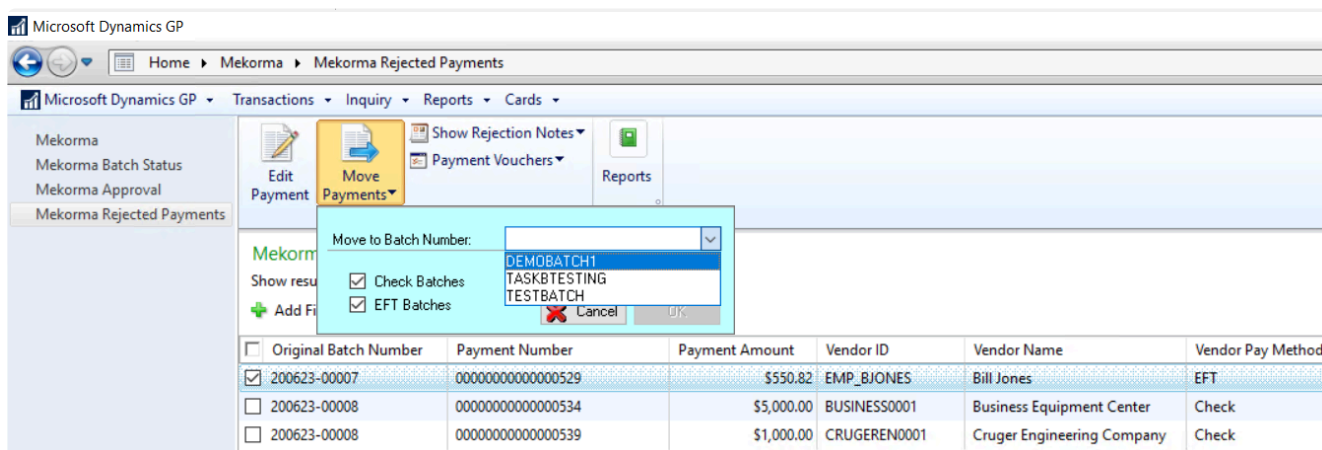 Microsoft Dynamics GP
Home Mekorma Mekorma Rejected Payments
Microsoft Dynamics GP Transactions Inquiry Reports Cards
Mekorma
Mekorma Batch Status
Mekorma Approval
Mekorma Rejected Payments
Edit Payment
Move Payments
Show Rejection Notes
Payment Vouchers
Reports
Move to Batch Number:
DEMOBATCH1
TASKBTESTING
TESTBATCH
Check Batches
EFT Batches
Cancel OK
Mekorm
Show resu
Add Fi
Original Batch Number Payment Number Payment Amount Vendor ID Vendor Name Vendor Pay Method
200623-00007 00000000000000529 $550.82 EMP_BJONES Bill Jones EFT
200623-00008 00000000000000534 $5,000.00 BUSINESS0001 Business Equipment Center Check
200623-00008 00000000000000539 $1,000.00 CRUGEREN0001 Cruger Engineering Company Check